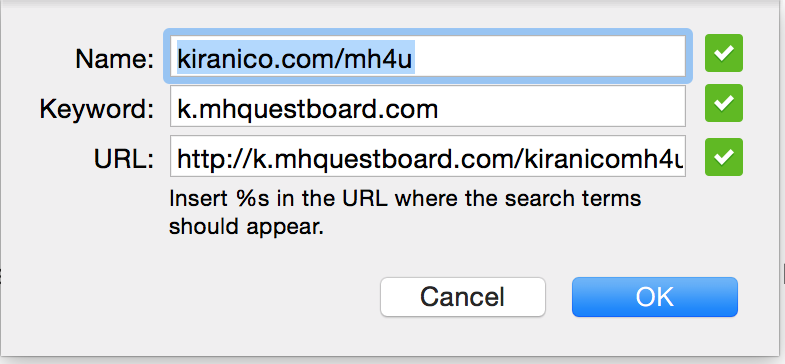 Name: kiranico.com/mh4u
Keyword: k.mhquestboard.com
URL: http://k.mhquestboard.com/kiranicomh4u
Insert %s in the URL where the search terms
should appear.
Cancel OK